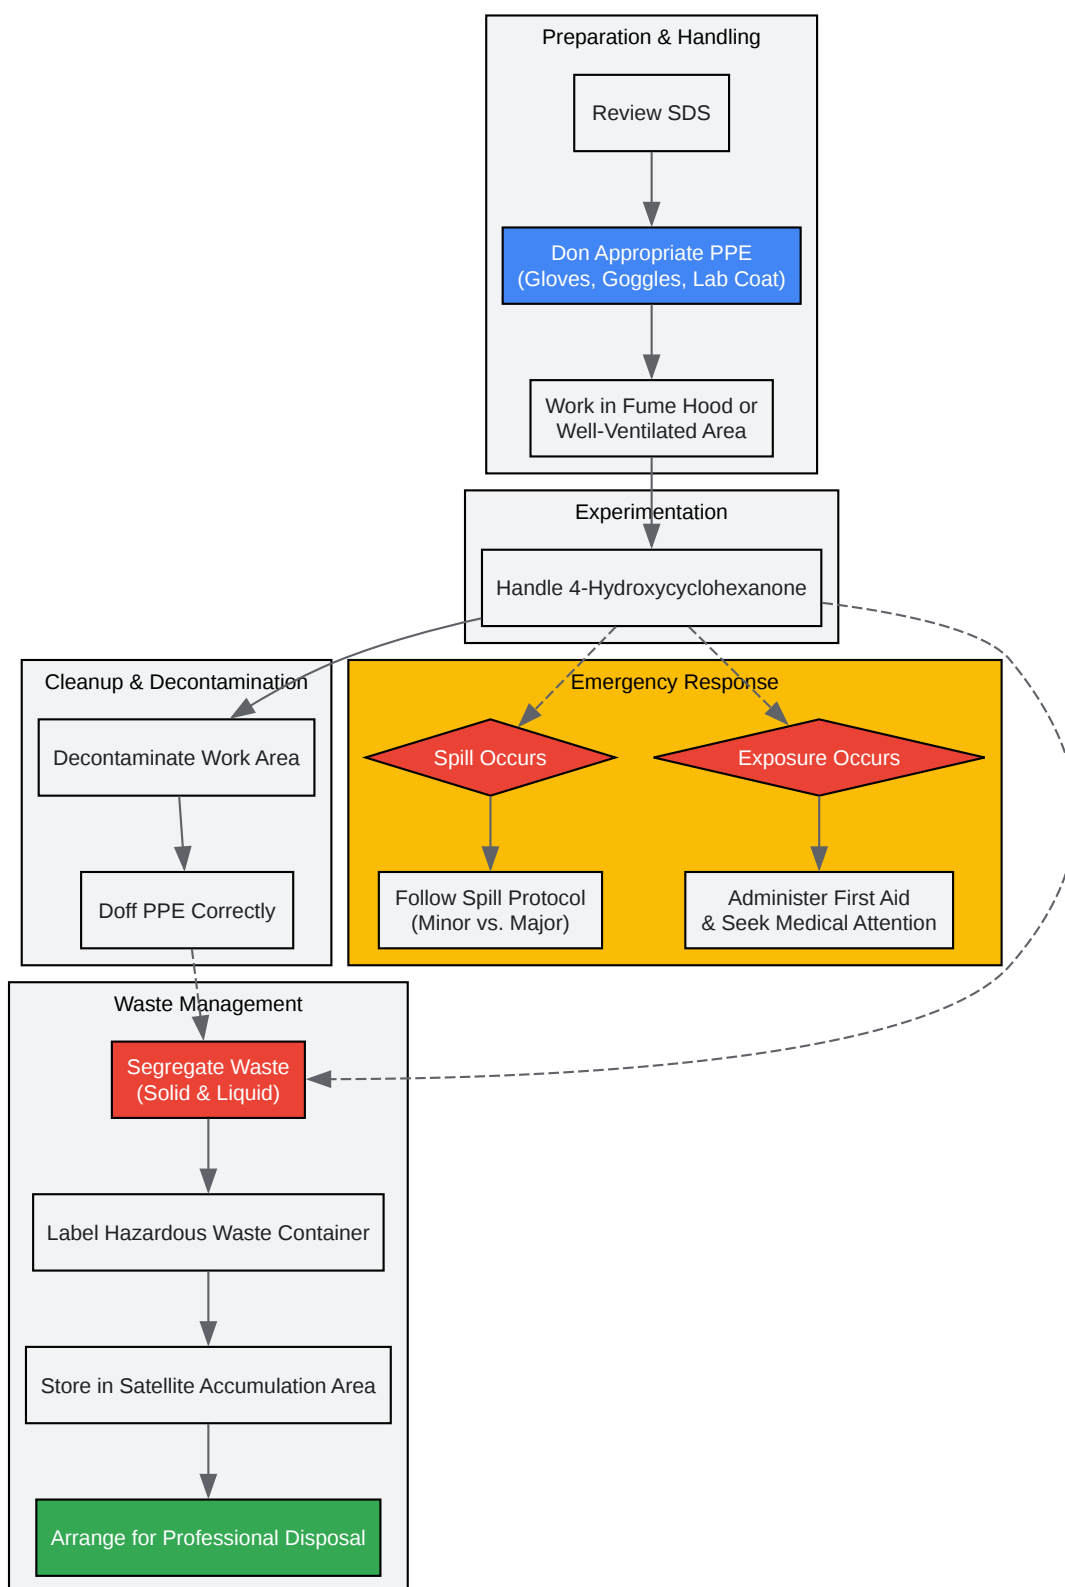 Preparation & Handling
Review SDS
Don Appropriate PPE
(Gloves, Goggles, Lab Coat)
Work in Fume Hood or
Well-Ventilated Area
Experimentation
Handle 4-Hydroxycyclohexanone
Cleanup & Decontamination
Decontaminate Work Area
Doff PPE Correctly
Emergency Response
Spill Occurs
Exposure Occurs
Follow Spill Protocol
(Minor vs. Major)
Administer First Aid
& Seek Medical Attention
Waste Management
Segregate Waste
(Solid & Liquid)
Label Hazardous Waste Container
Store in Satellite Accumulation Area
Arrange for Professional Disposal